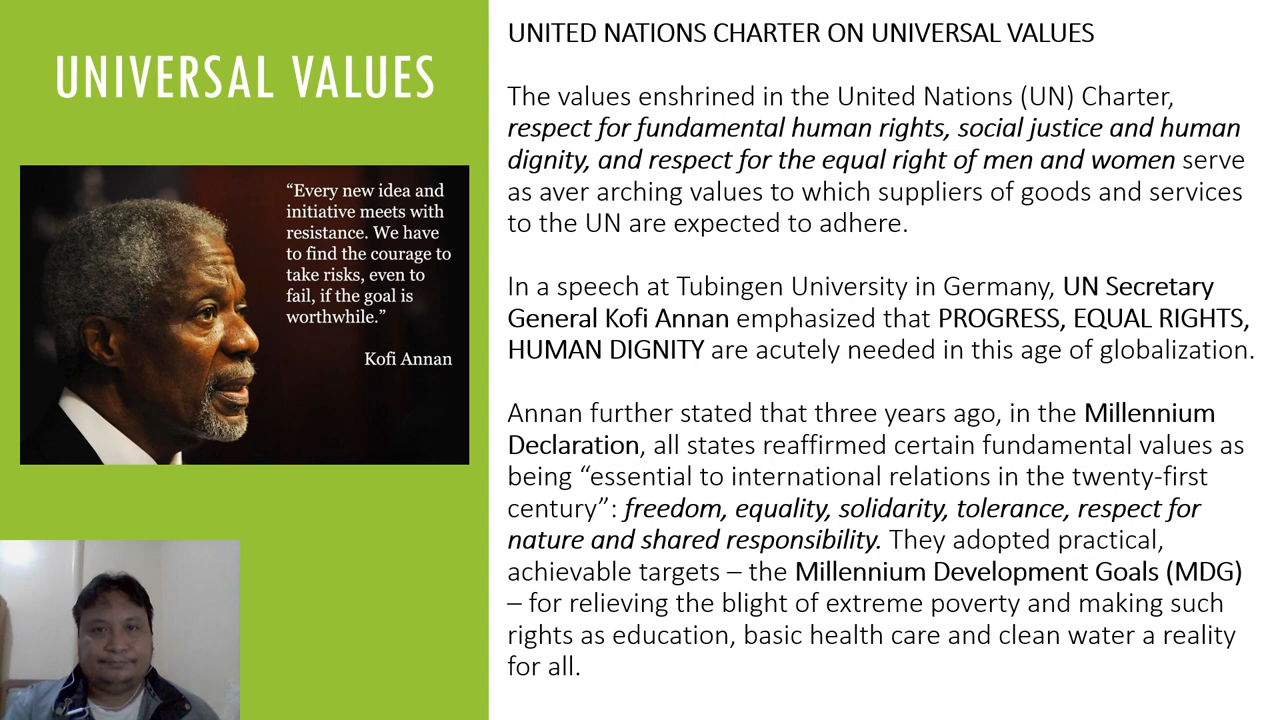 UNIVERSAL VALUES
“Every new idea and
initiative meets with
resistance. We have
to find the courage to
take risks, even to
fail, if the goal is
worthwhile.”
Kofi Annan
UNITED NATIONS CHARTER ON UNIVERSAL VALUES
The values enshrined in the United Nations (UN) Charter,
respect for fundamental human rights, social justice and human
dignity, and respect for the equal right of men and women serve
as aver arching values to which suppliers of goods and services
to the UN are expected to adhere.
In a speech at Tubingen University in Germany, UN Secretary
General Kofi Annan emphasized that PROGRESS, EQUAL RIGHTS,
HUMAN DIGNITY are acutely needed in this age of globalization.
Annan further stated that three years ago, in the Millennium
Declaration, all states reaffirmed certain fundamental values as
being “essential to international relations in the twenty-first
century”: freedom, equality, solidarity, tolerance, respect for
nature and shared responsibility. They adopted practical,
achievable targets – the Millennium Development Goals (MDG)
– for relieving the blight of extreme poverty and making such
rights as education, basic health care and clean water a reality
for all.